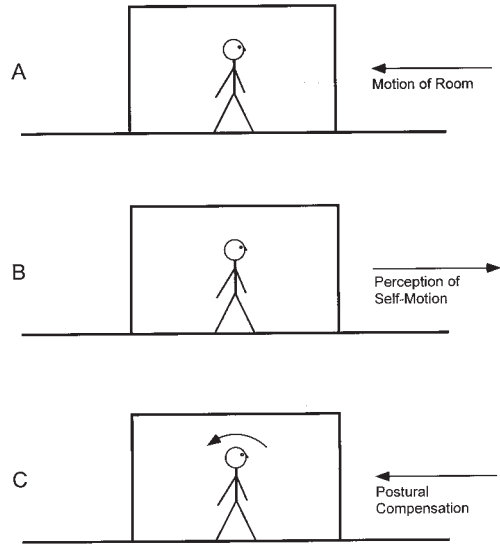 A
Motion of Room
B
Perception of
Self-Motion
C
Postural
Compensation